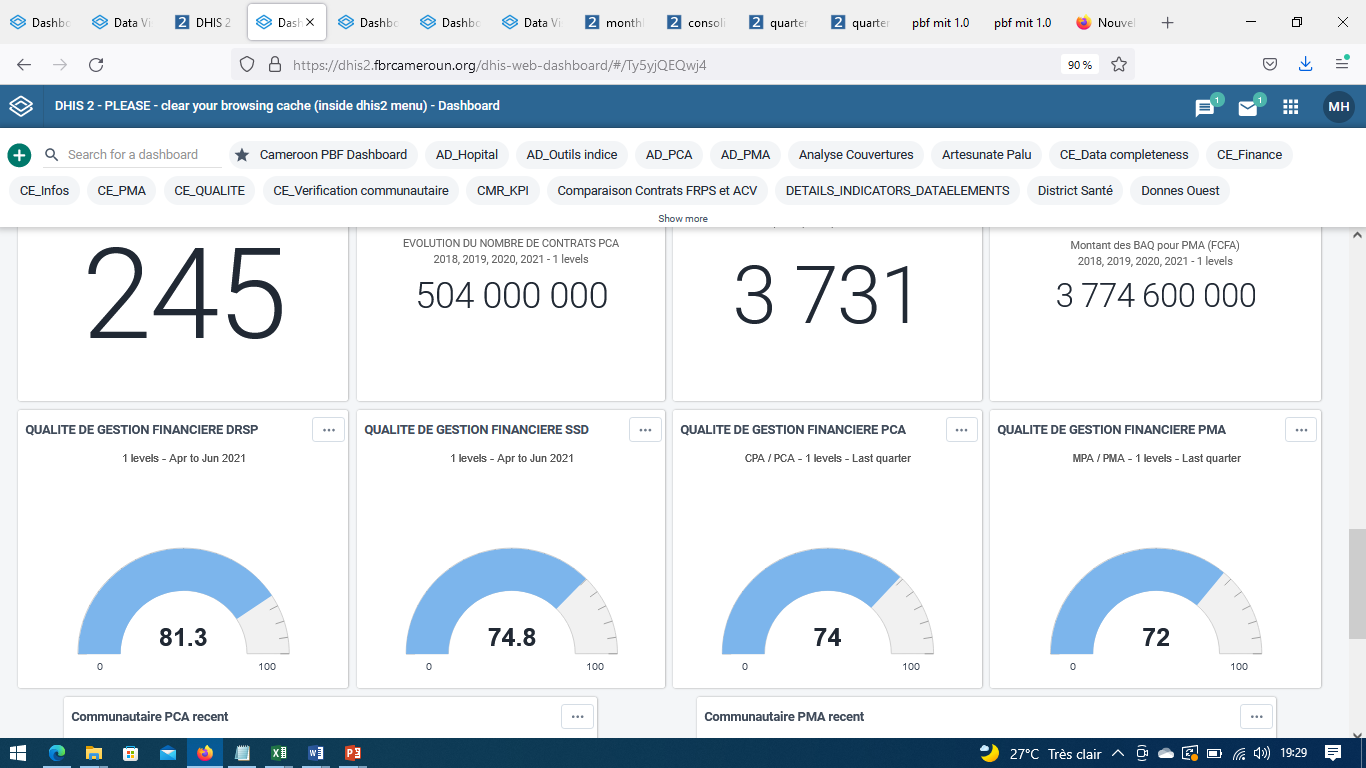 Dashbo
Data Vi
DHIS 2
Dash
Dashbo
Dashbo
Data Vi
month
consoli
quarter
quarter
pbf mit 1.0
pbf mit 1.0
Nouvel
https://dhis2.fbrcameroun.org/dhis-web-dashboard/#/Ty5yjQEQwj4
90 %
DHIS 2 - PLEASE - clear your browsing cache (inside dhis2 menu) - Dashboard
1
1
MH
Search for a dashboard
Cameroon PBF Dashboard
AD_Hopital
AD_Outils indice
AD_PCA
AD_PMA
Analyse Couvertures
Artesunate Palu
CE_Data completeness
CE_Finance
CE_Infos
CE_PMA
CE_QUALITE
CE_Verification communautaire
CMR_KPI
Comparaison Contrats FRPS et ACV
DETAILS_INDICATORS_DATAELEMENTS
District Santé
Donnes Ouest
Show more
245
EVOLUTION DU NOMBRE DE CONTRATS PCA
2018, 2019, 2020, 2021 - 1 levels
504 000 000
3 731
Montant des BAQ pour PMA (FCFA)
2018, 2019, 2020, 2021 - 1 levels
3 774 600 000
QUALITE DE GESTION FINANCIERE DRSP
1 levels - Apr to Jun 2021
81.3
0
100
QUALITE DE GESTION FINANCIERE SSD
1 levels - Apr to Jun 2021
74.8
0
100
QUALITE DE GESTION FINANCIERE PCA
CPA / PCA - 1 levels - Last quarter
74
0
100
QUALITE DE GESTION FINANCIERE PMA
MPA / PMA - 1 levels - Last quarter
72
0
100
Communautaire PCA recent
Communautaire PMA recent
27°C Très clair
19:29